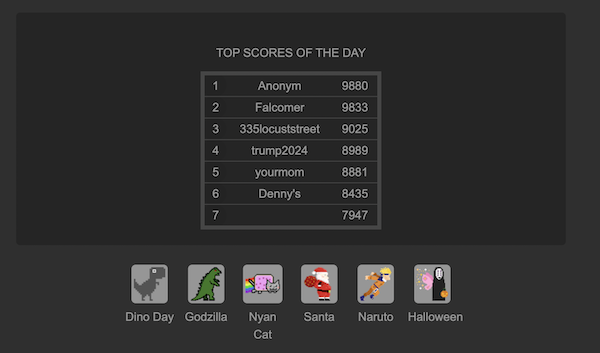 TOP SCORES OF THE DAY
1 Anonym 9880
2 Falcomer 9833
3 335locuststreet 9025
4 trump2024 8989
5 yourmom 8881
6 Denny's 8435
7 7947
Dino Day Godzilla Nyan Santa Naruto Halloween
Cat